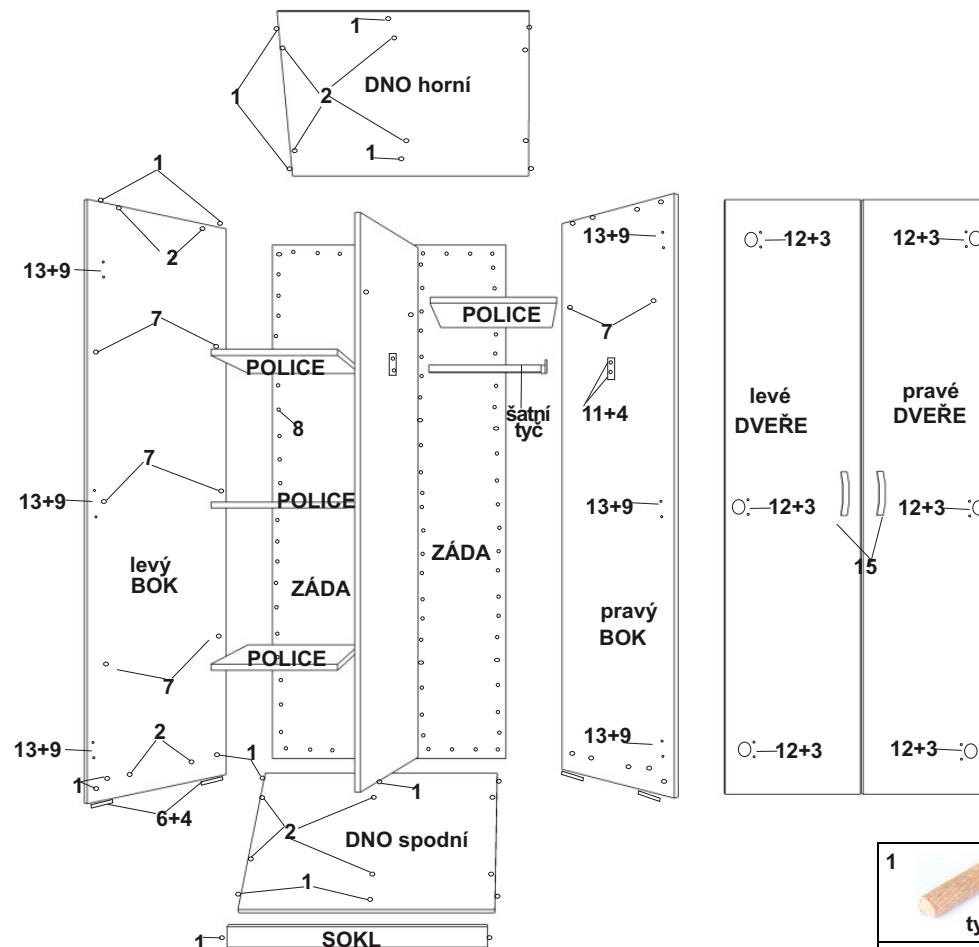 1
DNO horní
1
2
1
1
2
13+9
7
POLICE
8
7
13+9
POLICE
levý
BOK
ZÁDA
ZÁDA
POLICE
7
2
13+9
1
6+4
1
1
2
DNO spodní
1
1
SOKL
13+9
POLICE
7
šatní
tyč
11+4
13+9
pravý
BOK
13+9
12+3
12+3
levé
DVEŘE
pravé
DVEŘE
12+3
12+3
15
12+3
12+3
1